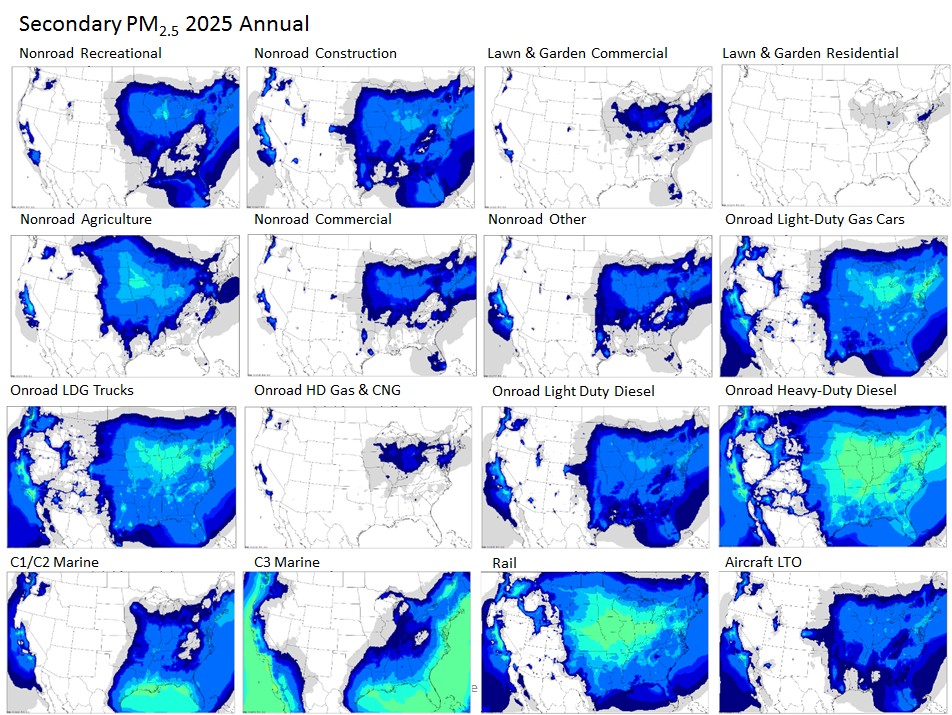 Secondary PM2.5 2025 Annual
Nonroad Recreational
Nonroad Construction
Lawn & Garden Commercial
Lawn & Garden Residential
Nonroad Agriculture
Nonroad Commercial
Nonroad Other
Onroad Light-Duty Gas Cars
Onroad LDG Trucks
Onroad HD Gas & CNG
Onroad Light Duty Diesel
Onroad Heavy-Duty Diesel
C1/C2 Marine
C3 Marine
Rail
Aircraft LTO